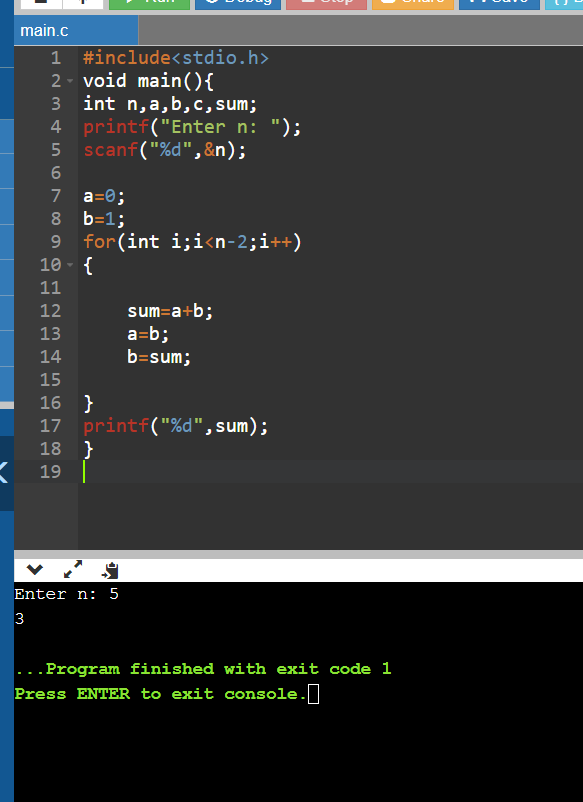 Run Debug Stop Share Save
main.c
1 #include<stdio.h>
2 void main(){
3 int n,a,b,c,sum;
4 printf("Enter n: ");
5 scanf("%d",&n);
6
7 a=0;
8 b=1;
9 for(int i;i<n-2;i++)
10 {
11
12     sum=a+b;
13     a=b;
14     b=sum;
15
16 }
17 printf("%d",sum);
18 }
19
Enter n: 5
3
...Program finished with exit code 1
Press ENTER to exit console.